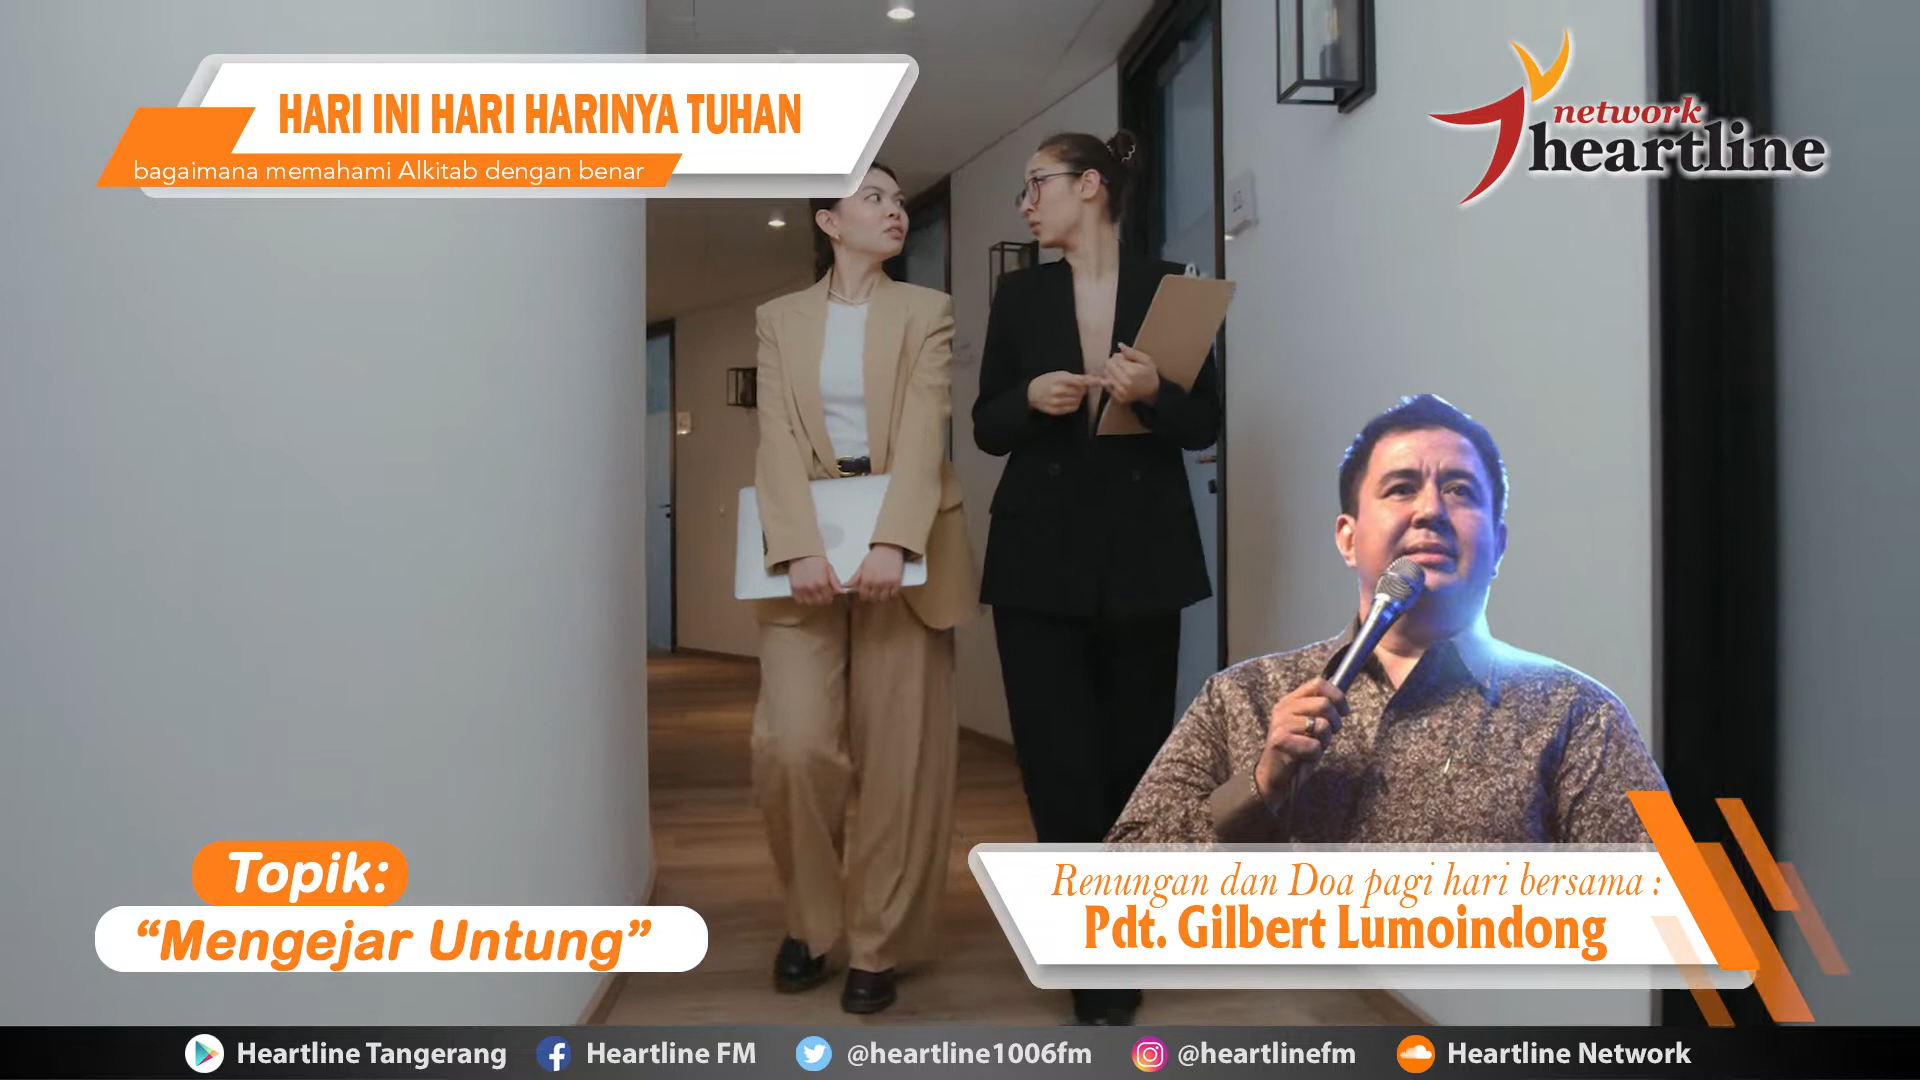 HARI INI HARI HARINYA TUHAN
bagaimana memahami Alkitab dengan benar
network
heartline
Topik:
“Mengejar Untung”
Renungan dan Doa pagi hari bersama :
Pdt. Gilbert Lumoindong
Heartline Tangerang
Heartline FM
@heartline1006fm
@heartlinefm
Heartline Network